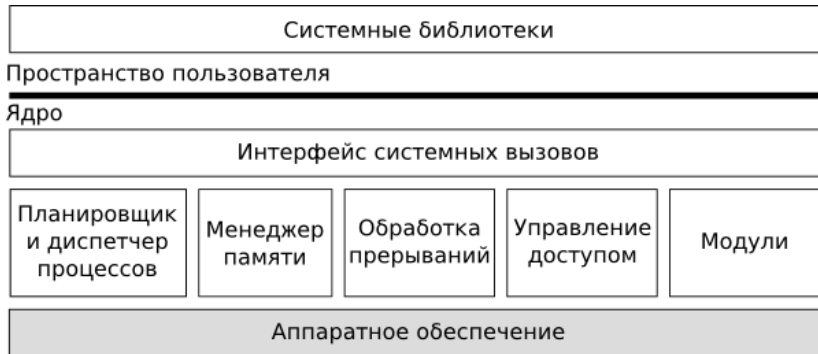 Системные библиотеки
Пространство пользователя
Ядро
Интерфейс системных вызовов
Планировщик
и диспетчер
процессов
Менеджер
памяти
Обработка
прерываний
Управление
доступом
Модули
Аппаратное обеспечение